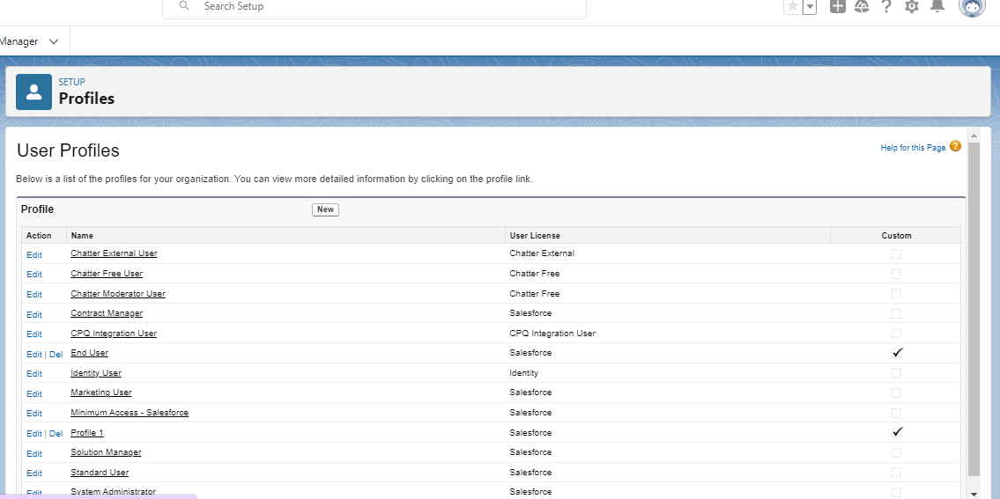 Search Setup
Manager
SETUP
Profiles
User Profiles
Help for this Page ?
Below is a list of the profiles for your organization. You can view more detailed information by clicking on the profile link.
Profile New
Action Name User License Custom
Edit Chatter External User Chatter External
Edit Chatter Free User Chatter Free
Edit Chatter Moderator User Chatter Free
Edit Contract Manager Salesforce
Edit CPQ Integration User CPQ Integration User
Edit | Del End User Salesforce
Edit Identity User Identity
Edit Marketing User Salesforce
Edit Minimum Access - Salesforce Salesforce
Edit | Del Profile 1 Salesforce
Edit Solution Manager Salesforce
Edit Standard User Salesforce
Edit System Administrator Salesforce